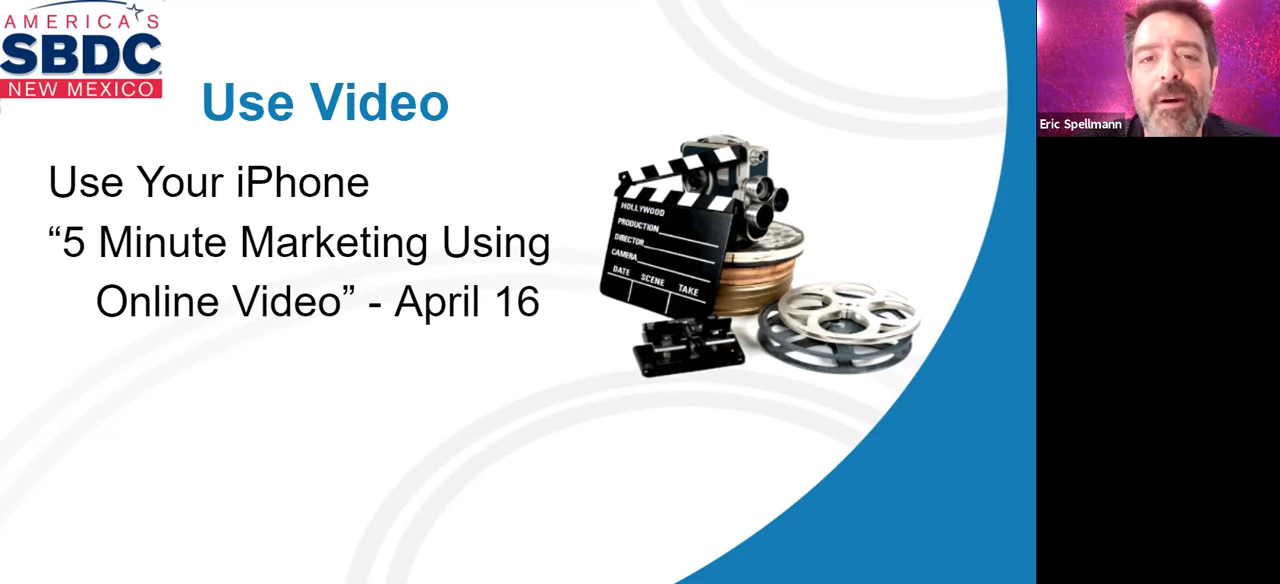 AMERICA'S
SBDC
NEW MEXICO
Use Video
Use Your iPhone
“5 Minute Marketing Using
Online Video” - April 16
HOLLYWOOD
PRODUCTION
DIRECTOR
CAMERA
DATE SCENE TAKE
Eric Spellmann